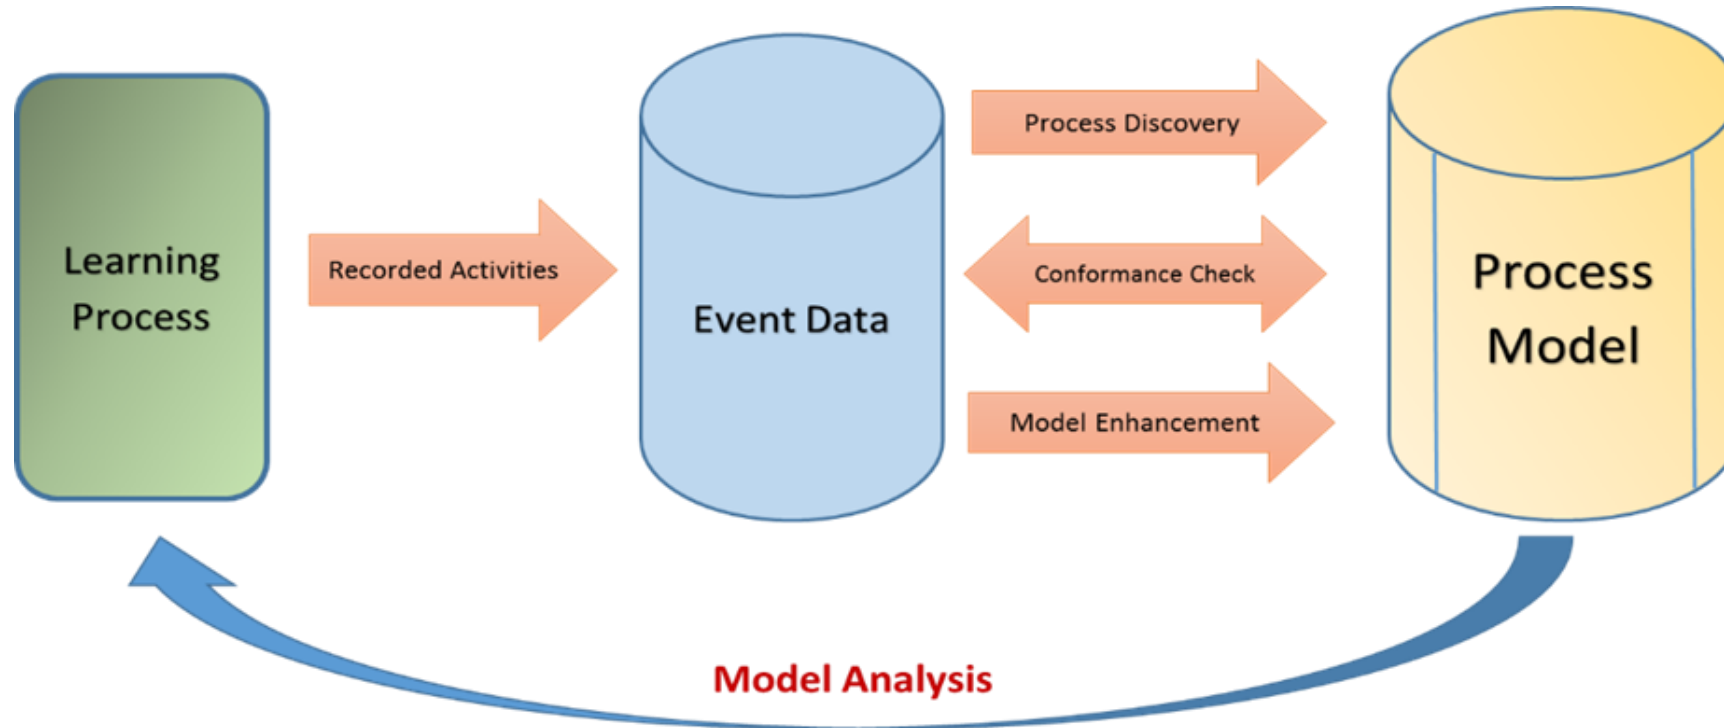 Learning
Process
Recorded Activities
Event Data
Process Discovery
Conformance Check
Model Enhancement
Process
Model
Model Analysis